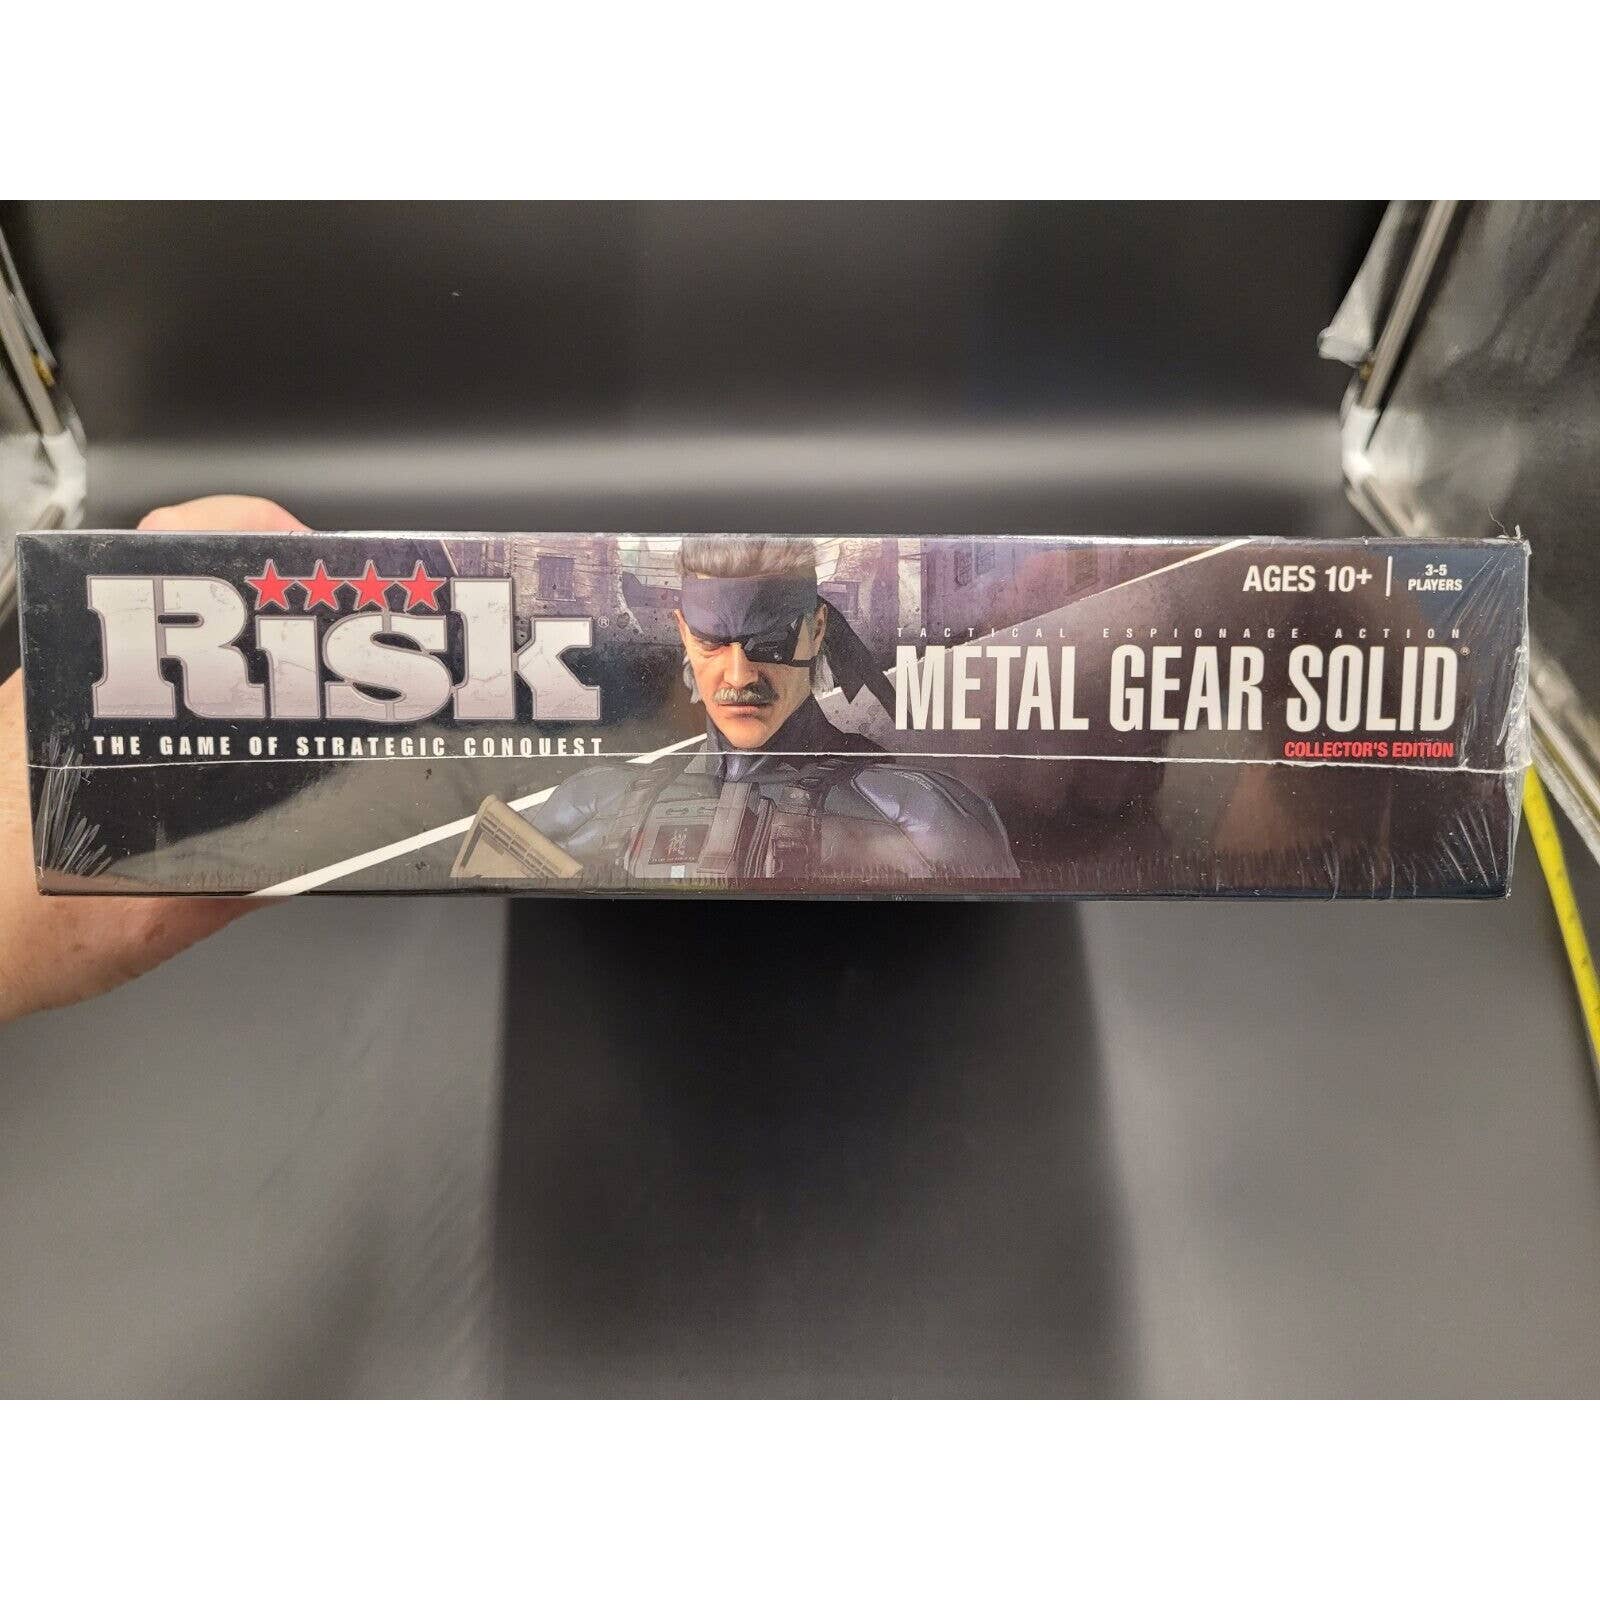 RISK®
THE GAME OF STRATEGIC CONQUEST
AGES 10+
3-5
PLAYERS
TACTICAL ESPIONAGE ACTION
METAL GEAR SOLID®
COLLECTOR'S EDITION